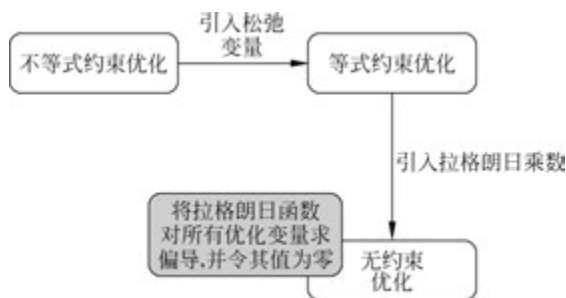 引入松弛
变量
不等式约束优化
等式约束优化
引入拉格朗日乘数
将拉格朗日函数
对所有优化变量求
偏导,并令其值为零
无约束
优化